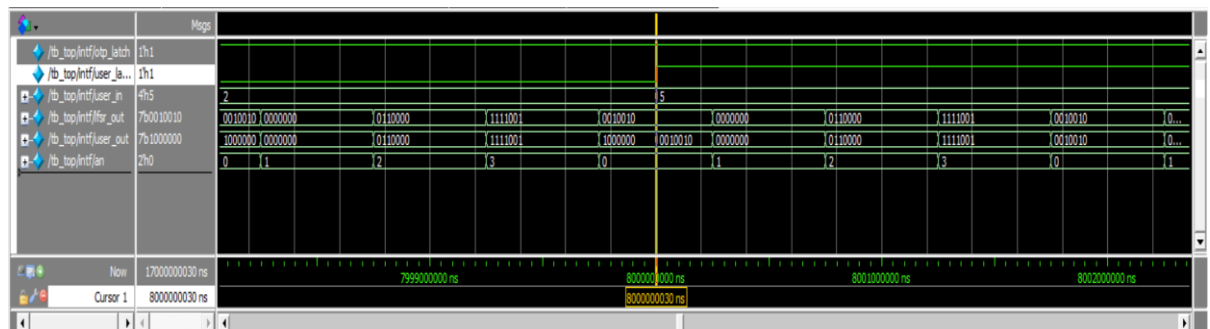 Msgs
/tb_top/intf/otp_latch 1'h1
/tb_top/intf/user_la... 1'h1
/tb_top/intf/user_in 4'h5 2 5
/tb_top/intf/lfsr_out 7'b0010010 0010010 0000000 0110000 1111001 0010010 0000000 0110000 1111001 0010010 0...
/tb_top/intf/user_out 7'b1000000 1000000 0000000 0110000 1111001 1000000 0010010 0000000 0110000 1111001 0010010 0...
/tb_top/intf/an 2'h0 0 1 2 3 0 1 2 3 0 1
Now 17000000030 ns 7999000000 ns 8000000000 ns 8001000000 ns 8002000000 ns
Cursor 1 8000000030 ns 8000000030 ns